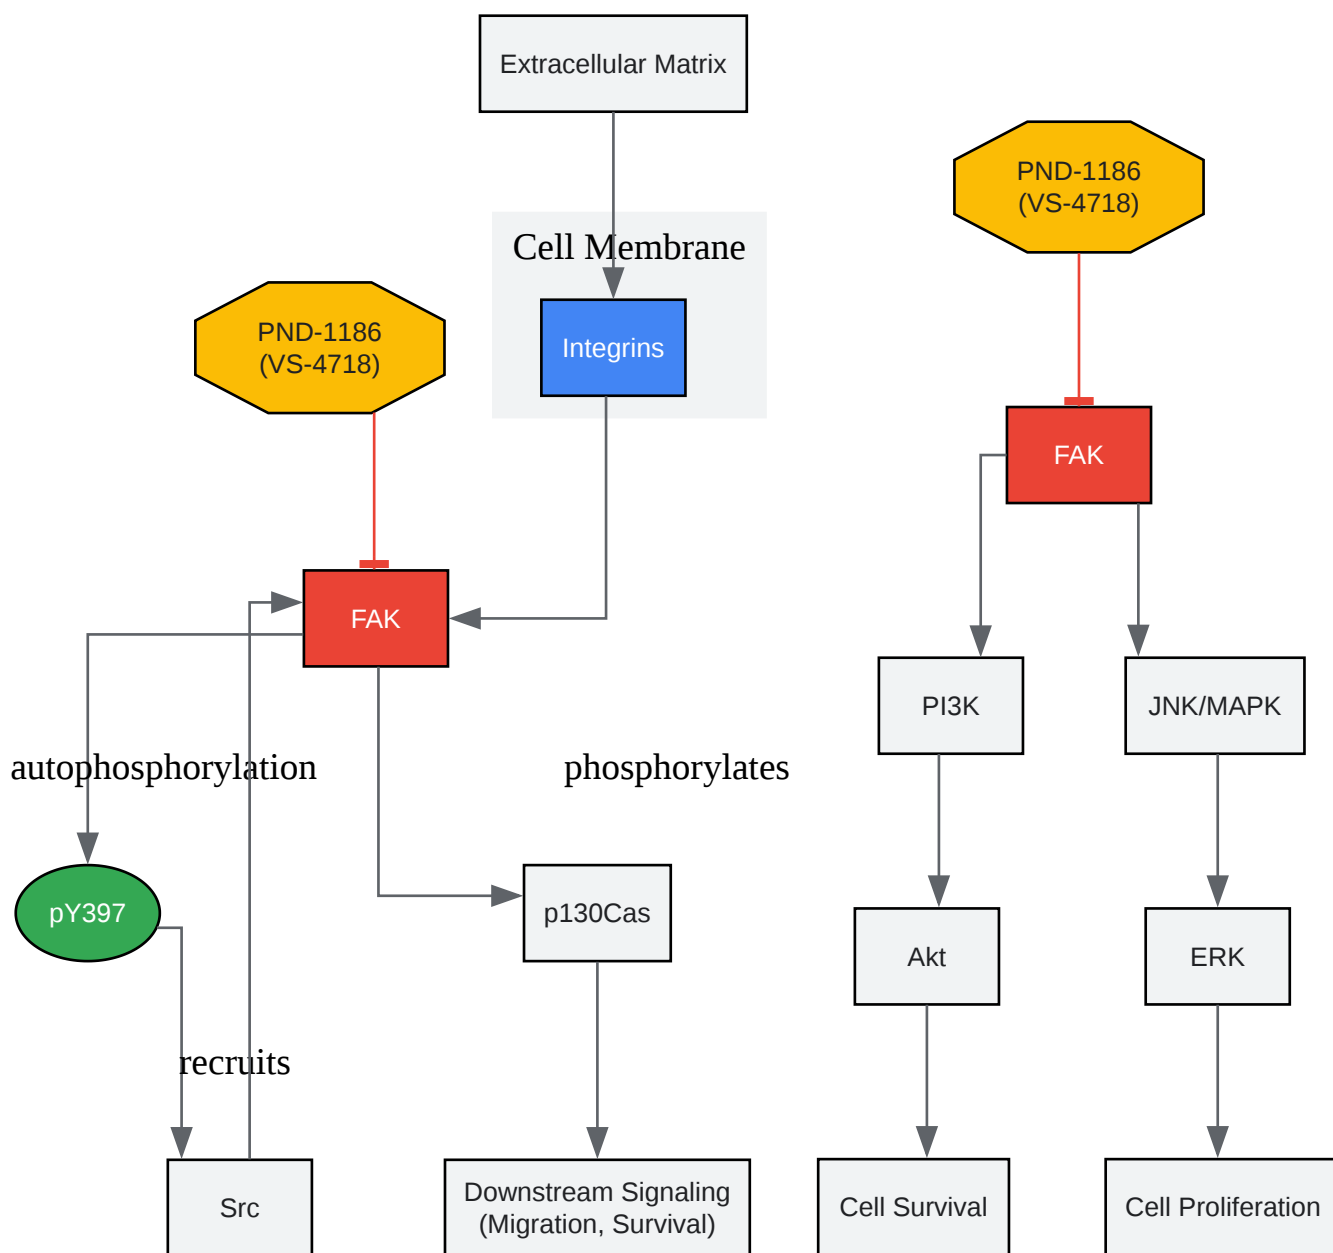 Extracellular Matrix
PND-1186
(VS-4718)
Cell Membrane
Integrins
PND-1186
(VS-4718)
FAK
FAK
PI3K
JNK/MAPK
autophosphorylation
phosphorylates
pY397
p130Cas
Akt
ERK
recruits
Src
Downstream Signaling
(Migration, Survival)
Cell Survival
Cell Proliferation